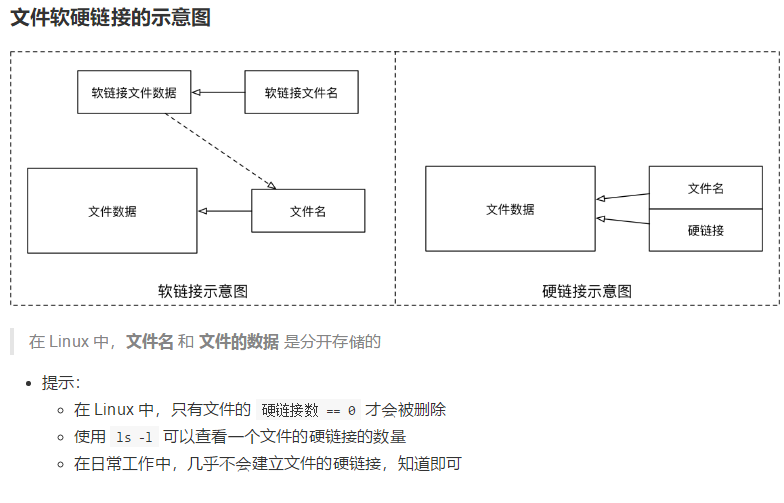 文件软硬链接的示意图
软链接文件数据
软链接文件名
文件数据
文件名
软链接示意图
文件数据
文件名
硬链接
硬链接示意图
在 Linux 中，文件名 和 文件的数据 是分开存储的
提示：
在 Linux 中，只有文件的 硬链接数 == 0 才会被删除
使用 ls -l 可以查看一个文件的硬链接的数量
在日常工作中，几乎不会建立文件的硬链接，知道即可